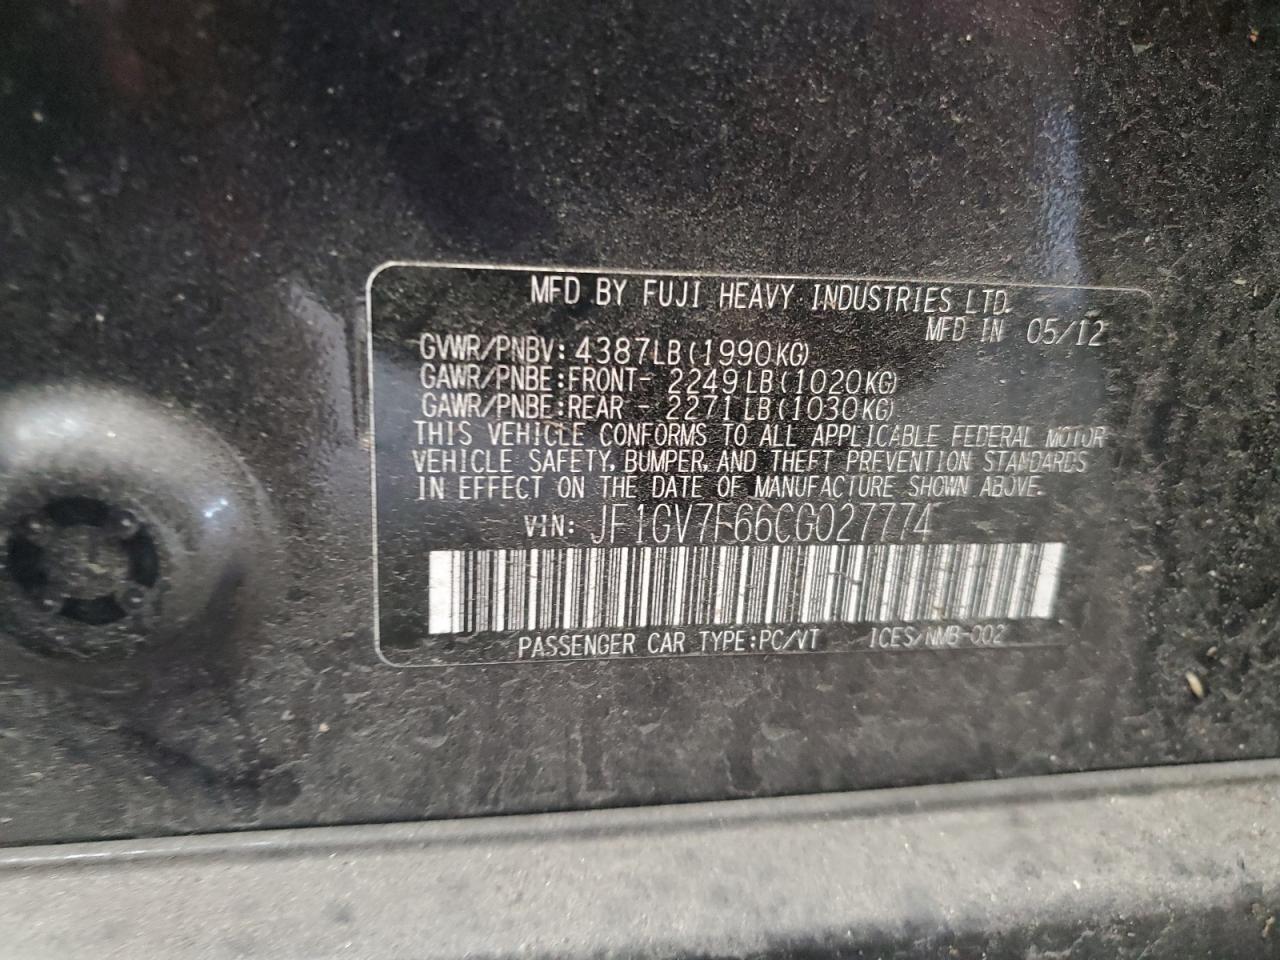 MFD BY FUJI HEAVY INDUSTRIES LTD.
MFD IN 05/12
GVWR/PNBV: 4387LB(1990KG)
GAWR/PNBE:FRONT- 2249LB(1020KG)
GAWR/PNBE:REAR - 2271LB(1030KG)
THIS VEHICLE CONFORMS TO ALL APPLICABLE FEDERAL MOTOR
VEHICLE SAFETY, BUMPER, AND THEFT PREVENTION STANDARDS
IN EFFECT ON THE DATE OF MANUFACTURE SHOWN ABOVE.
VIN: JF1GV7F66CG027774
PASSENGER CAR TYPE:PC/VT ICES/NMB-002